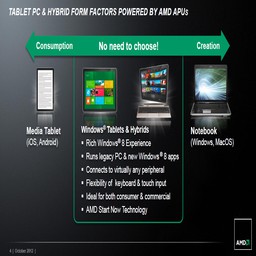 TABLET PC & HYBRID FORM FACTORS POWERED BY AMD APUs
Consumption
No need to choose!
Creation
Media Tablet
(iOS, Android)
Windows® Tablets & Hybrids
Rich Windows® 8 Experience
Runs legacy PC & new Windows® 8 apps
Connects to virtually any peripheral
Flexibility of keyboard & touch input
Ideal for both consumer & commercial
AMD Start Now Technology
Notebook
(Windows, MacOS)
4 | October 2012 |
AMD